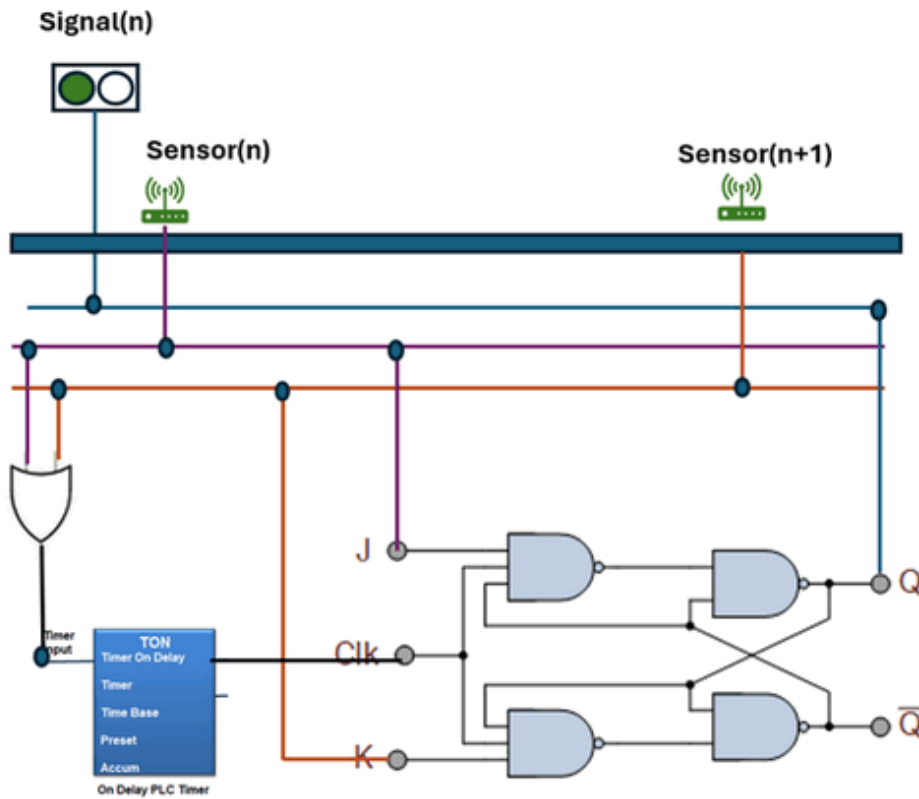 Signal(n)
Sensor(n)
Sensor(n+1)
J
Q
Timer
Input
TON
Timer On Delay
Clk
Timer
Time Base
Q
Preset
K
Accum
On Delay PLC Timer